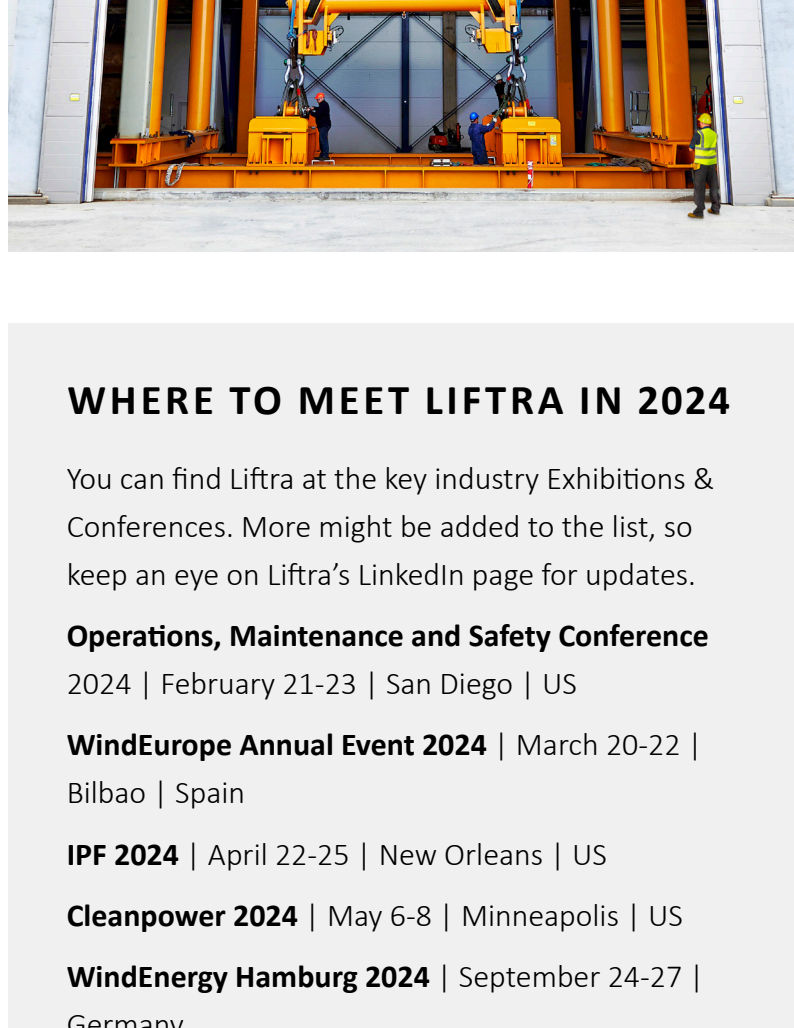 WHERE TO MEET LIFTRA IN 2024
You can find Liftra at the key industry Exhibitions &
Conferences. More might be added to the list, so
keep an eye on Liftra’s LinkedIn page for updates.
Operations, Maintenance and Safety Conference
2024 | February 21-23 | San Diego | US
WindEurope Annual Event 2024 | March 20-22 |
Bilbao | Spain
IPF 2024 | April 22-25 | New Orleans | US
Cleanpower 2024 | May 6-8 | Minneapolis | US
WindEnergy Hamburg 2024 | September 24-27 |
Germany